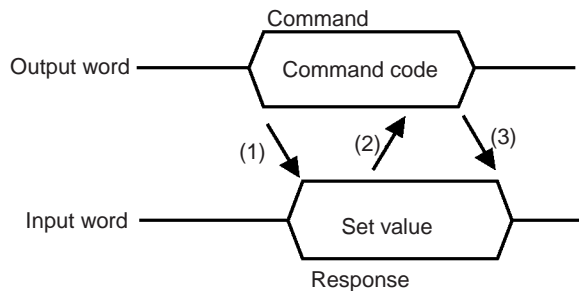 Command
Output word
Command code
(1)
(2)
(3)
Input word
Set value
Response